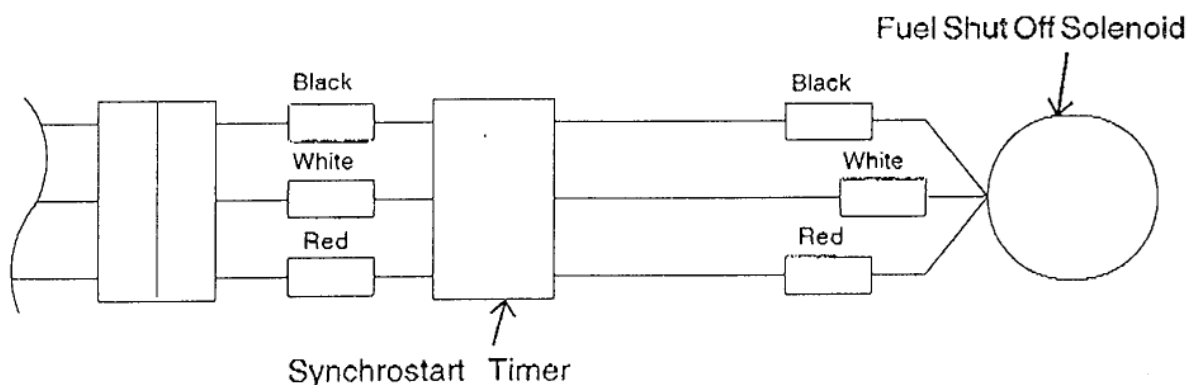 Fuel Shut Off Solenoid
Black
Black
White
White
Red
Red
Synchrostart Timer